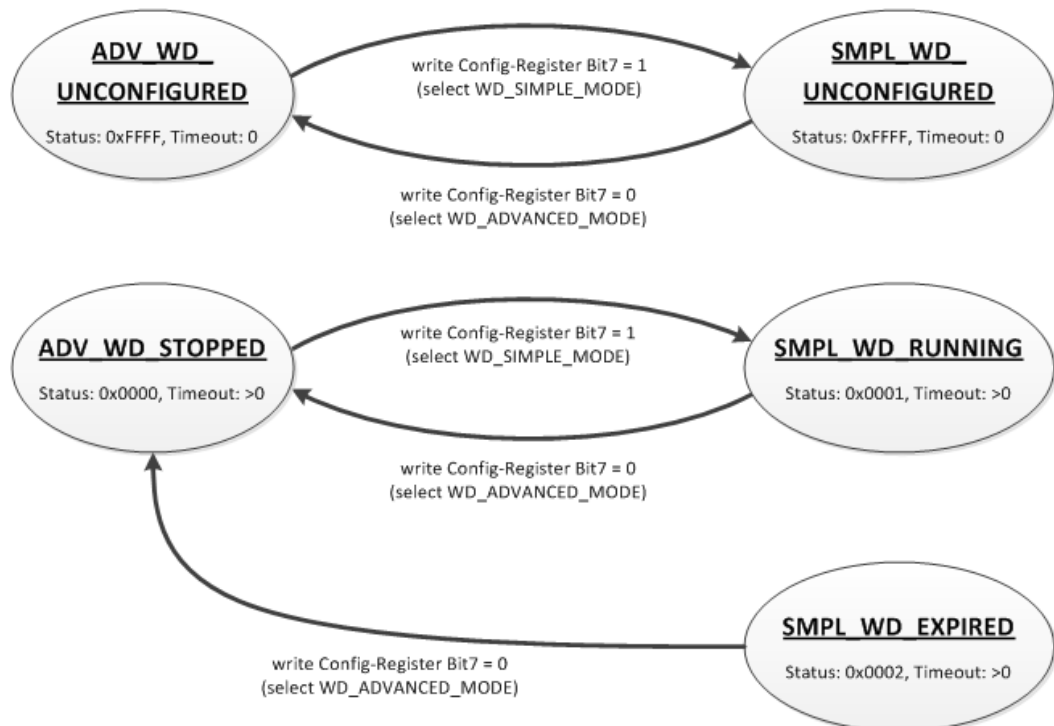 ADV_WD_
UNCONFIGURED
Status: 0xFFFF, Timeout: 0
write Config-Register Bit7 = 1
(select WD_SIMPLE_MODE)
SMPL_WD_
UNCONFIGURED
Status: 0xFFFF, Timeout: 0
write Config-Register Bit7 = 0
(select WD_ADVANCED_MODE)
ADV_WD_STOPPED
Status: 0x0000, Timeout: >0
write Config-Register Bit7 = 1
(select WD_SIMPLE_MODE)
SMPL_WD_RUNNING
Status: 0x0001, Timeout: >0
write Config-Register Bit7 = 0
(select WD_ADVANCED_MODE)
SMPL_WD_EXPIRED
Status: 0x0002, Timeout: >0
write Config-Register Bit7 = 0
(select WD_ADVANCED_MODE)